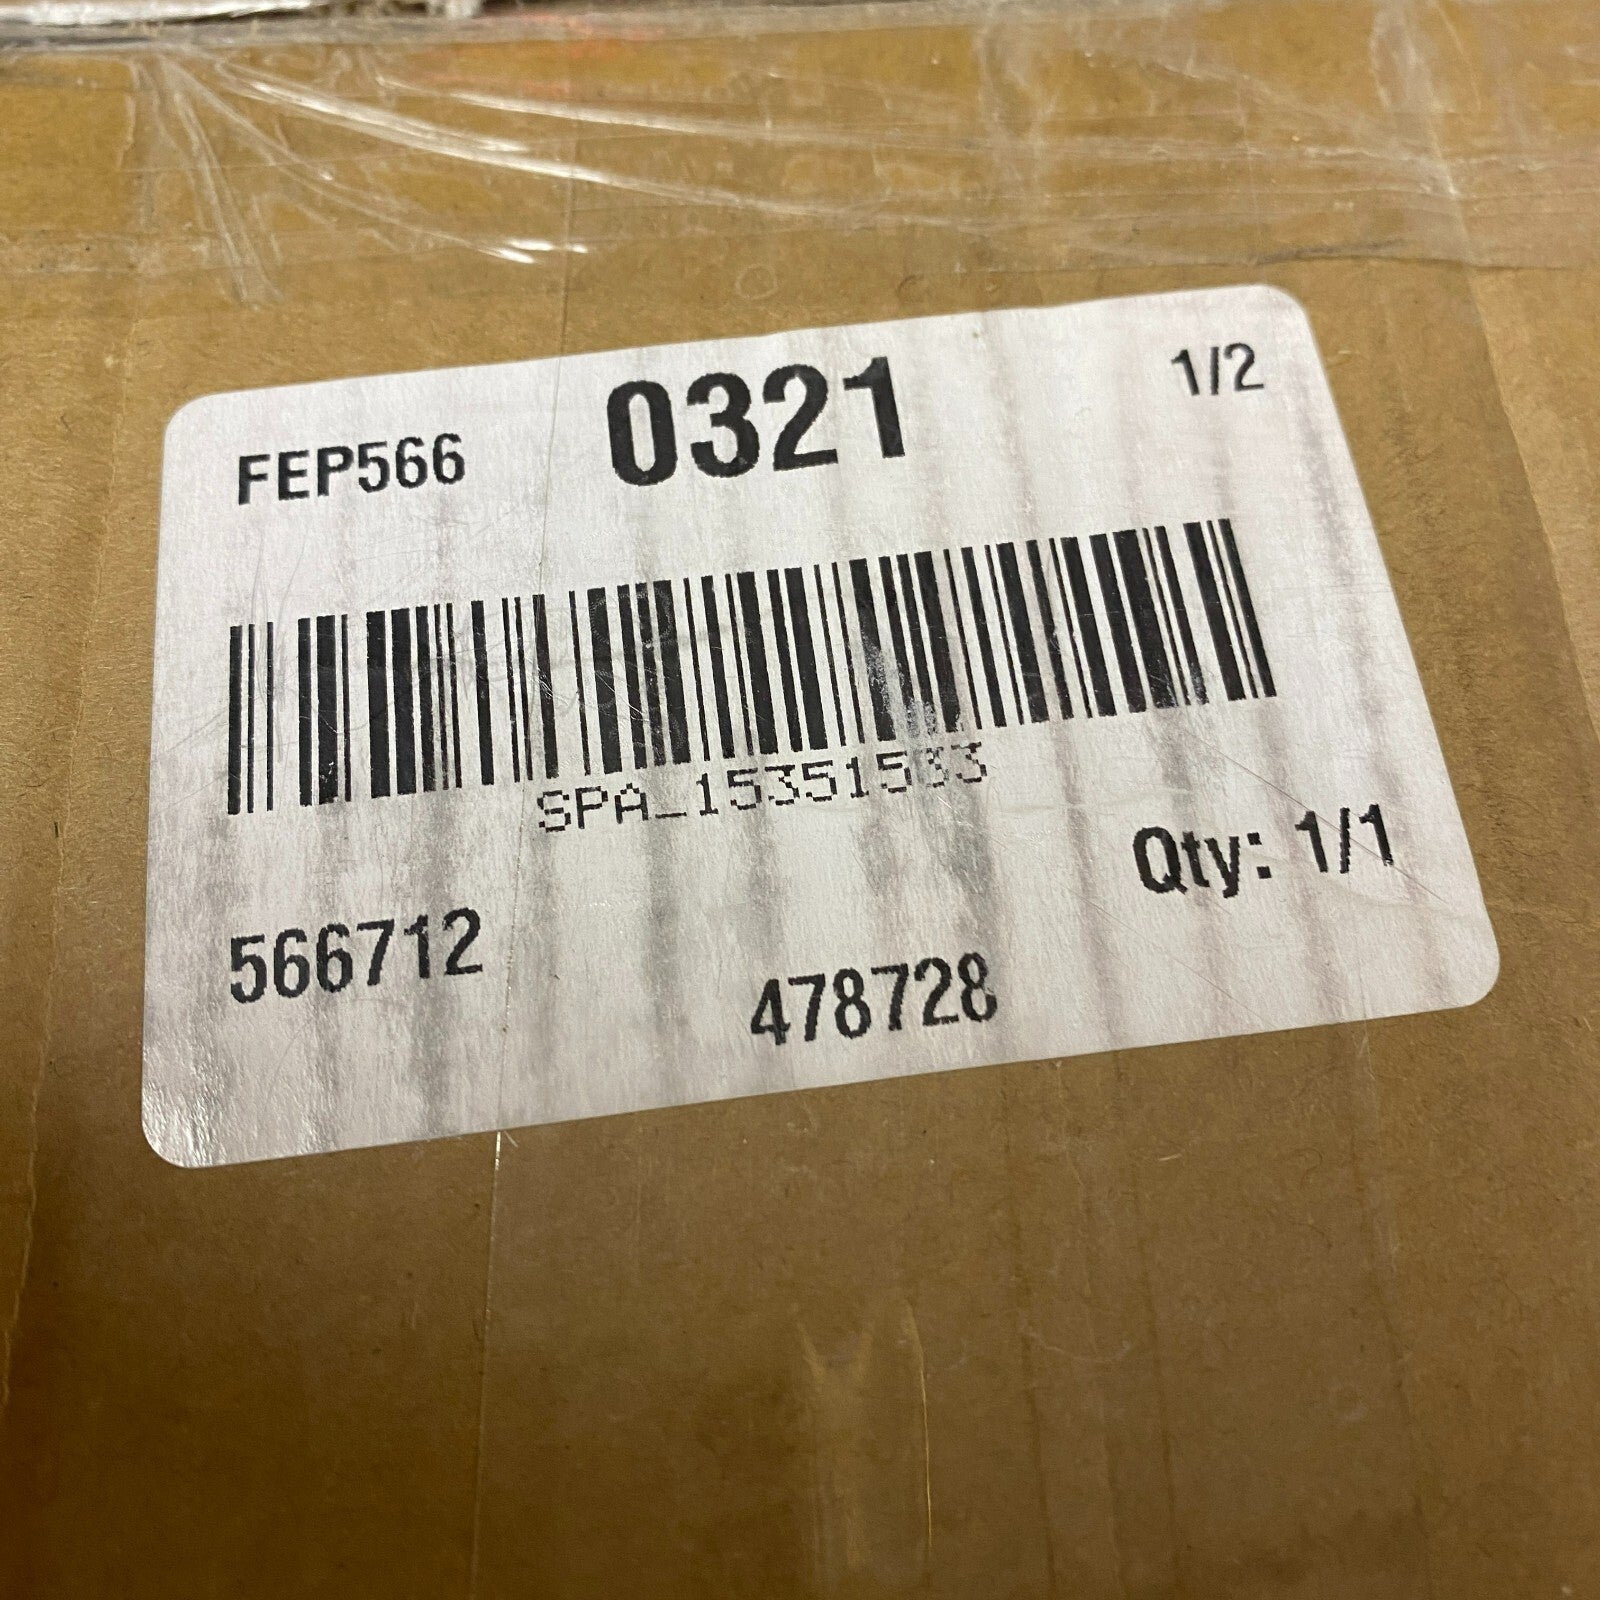 FEP566 0321 1/2
SPA_15351533
Qty: 1/1
566712 478728